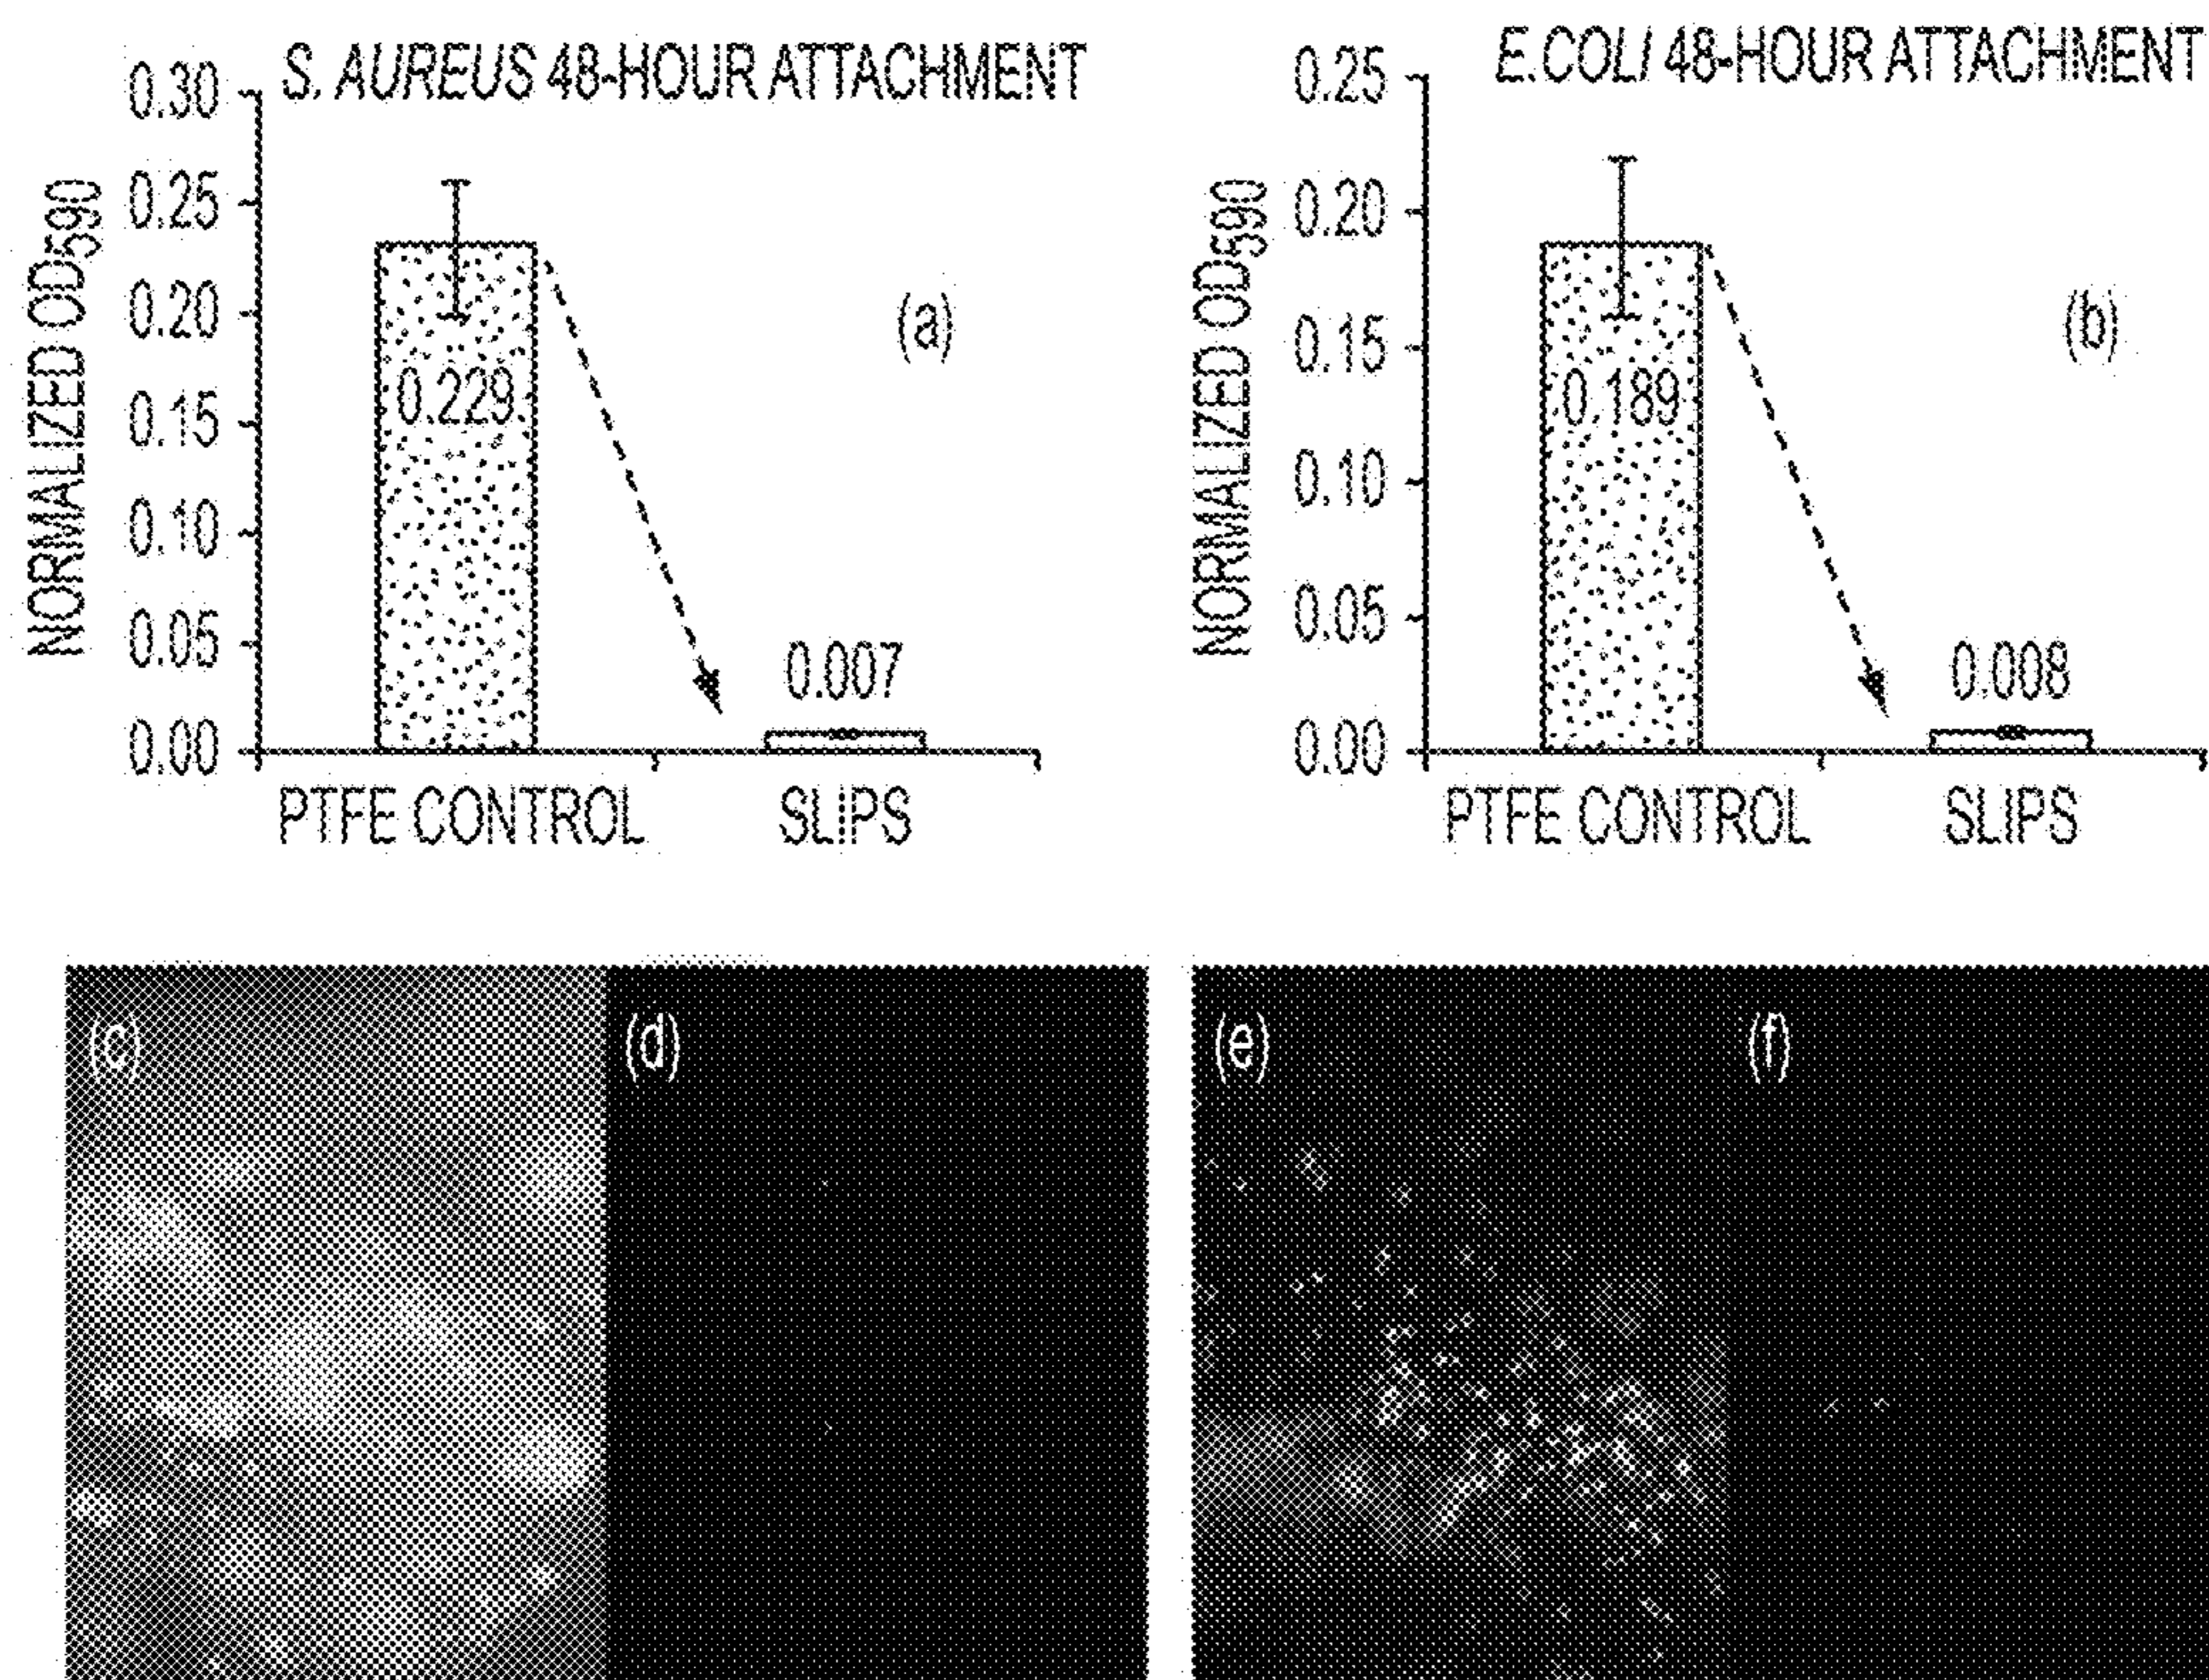 S. AUREUS 48-HOUR ATTACHMENT
NORMALIZED OD590
0.30
0.25
0.20
0.15
0.10
0.05
0.00
0.229
0.007
(a)
PTFE CONTROL
SLIPS
E.COLI 48-HOUR ATTACHMENT
NORMALIZED OD590
0.25
0.20
0.15
0.10
0.05
0.00
0.189
0.008
(b)
PTFE CONTROL
SLIPS
(c)
(d)
(e)
(f)